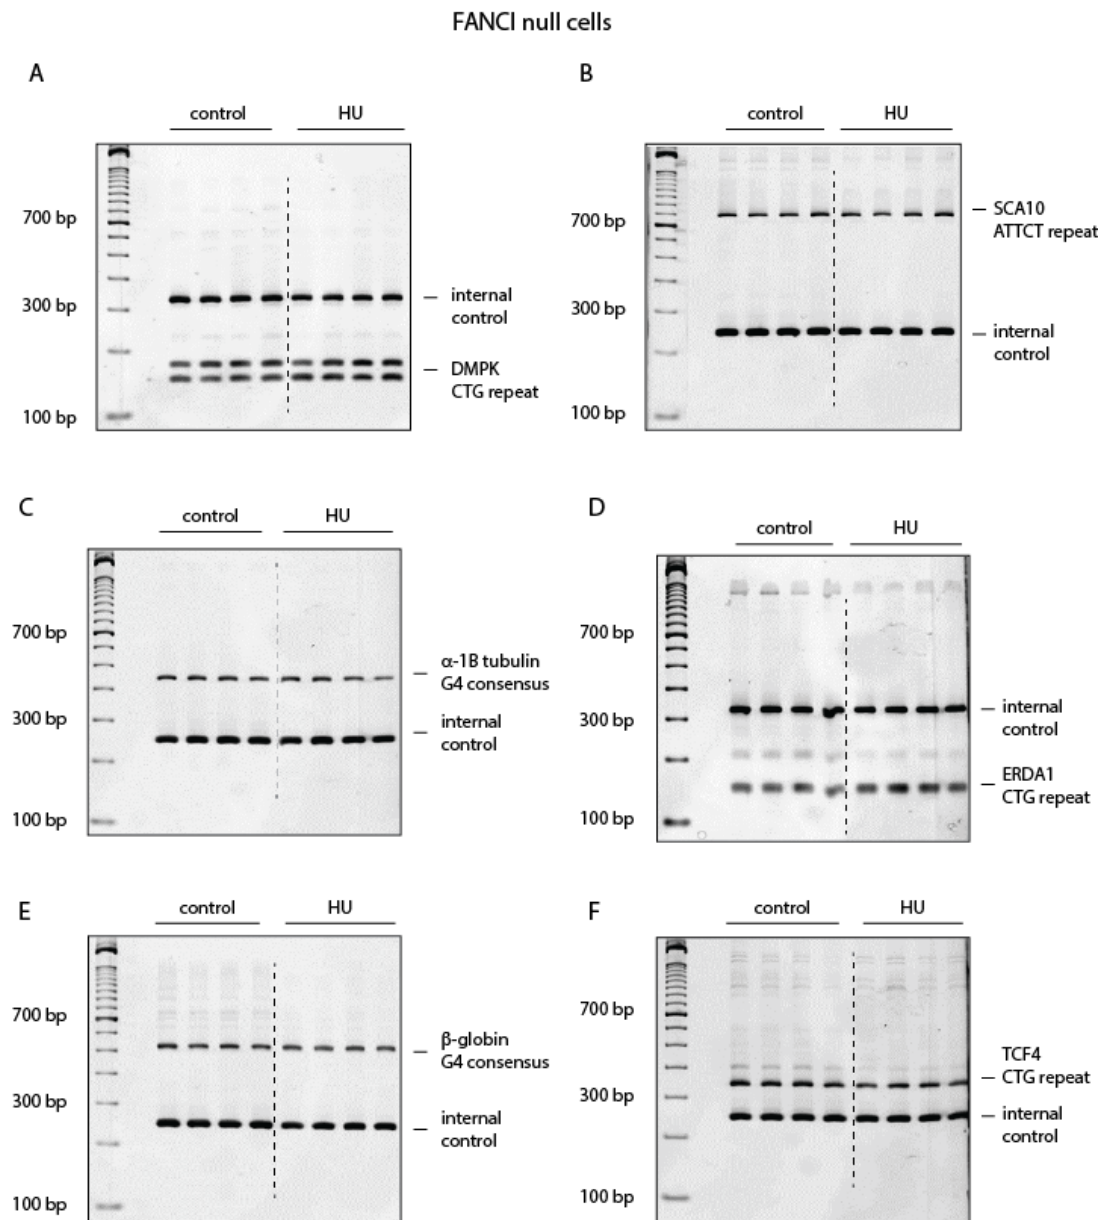 FANCI null cells
A
control
HU
700 bp
300 bp
100 bp
internal
control
DMPK
CTG repeat
B
control
HU
700 bp
300 bp
100 bp
SCA10
ATTCT repeat
internal
control
C
control
HU
700 bp
300 bp
100 bp
α-1B tubulin
G4 consensus
internal
control
D
control
HU
700 bp
300 bp
100 bp
internal
control
ERDA1
CTG repeat
E
control
HU
700 bp
300 bp
100 bp
β-globin
G4 consensus
internal
control
F
control
HU
700 bp
300 bp
100 bp
TCF4
CTG repeat
internal
control